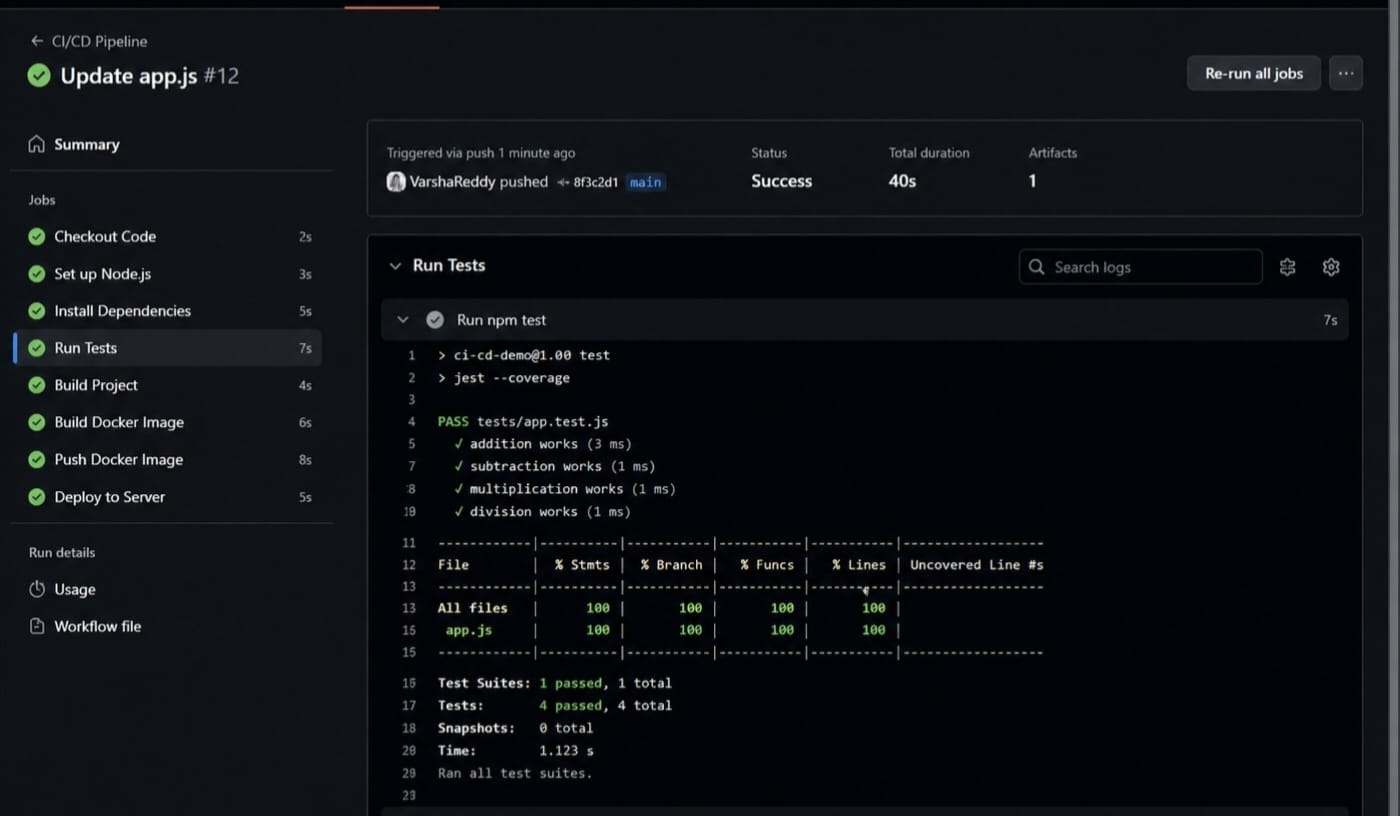 CI/CD Pipeline
Update app.js #12
Re-run all jobs
Summary
Jobs
Checkout Code 2s
Set up Node.js 3s
Install Dependencies 5s
Run Tests 7s
Build Project 4s
Build Docker Image 6s
Push Docker Image 8s
Deploy to Server 5s
Run details
Usage
Workflow file
Triggered via push 1 minute ago
VarshaReddy pushed 8f3c2d1 main
Status
Success
Total duration
40s
Artifacts
1
Run Tests
Search logs
Run npm test 7s
1 > ci-cd-demo@1.00 test
2 > jest --coverage
3
4 PASS tests/app.test.js
5 ✓ addition works (3 ms)
7 ✓ subtraction works (1 ms)
8 ✓ multiplication works (1 ms)
19 ✓ division works (1 ms)
11 ------------|----------|-----------|-----------|-----------|------------------
12 File | % Stmts | % Branch | % Funcs | % Lines | Uncovered Line #s
13 ------------|----------|-----------|-----------|-----------|------------------
13 All files | 100 | 100 | 100 | 100 |
15 app.js | 100 | 100 | 100 | 100 |
15 ------------|----------|-----------|-----------|-----------|------------------
16 Test Suites: 1 passed, 1 total
17 Tests: 4 passed, 4 total
18 Snapshots: 0 total
20 Time: 1.123 s
29 Ran all test suites.
23